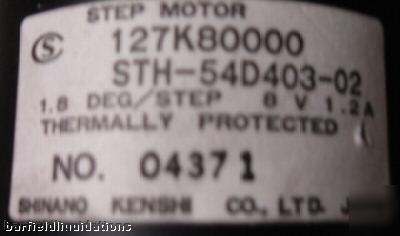 STEP MOTOR
127K80000
STH-54D403-02
1.8 DEG/STEP 6 V 1.2A
THERMALLY PROTECTED
NO. 04371
SHINANO KENSHI CO., LTD. J
barfieldliquidations